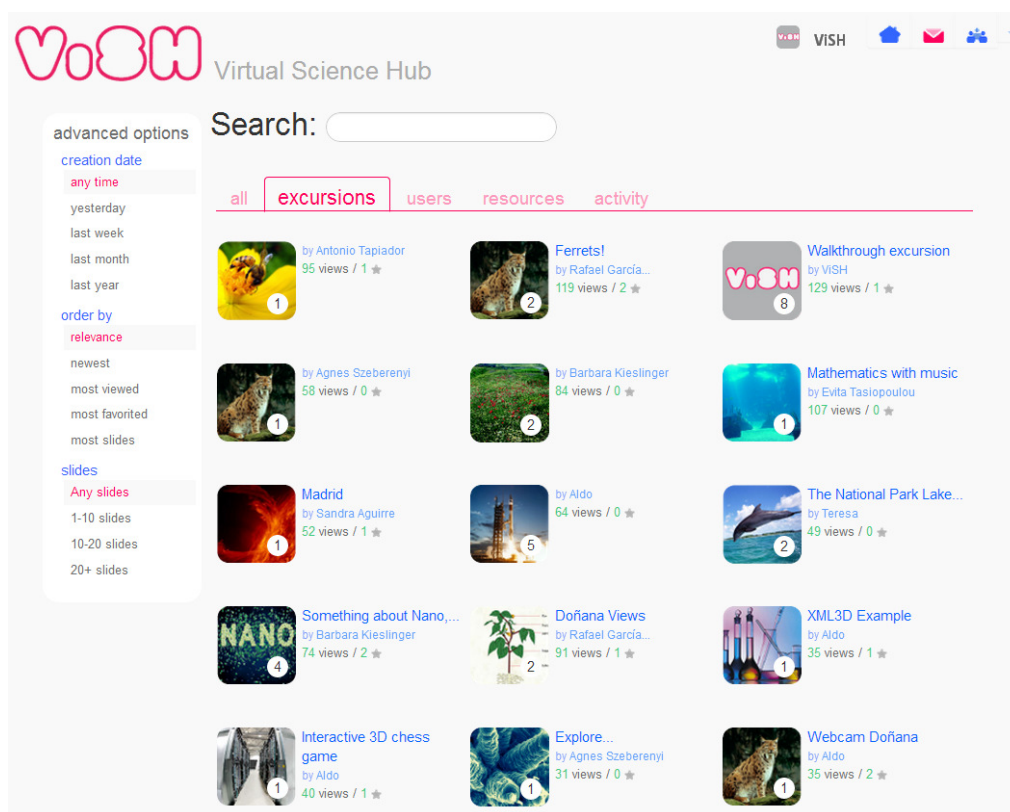 ViSH
Virtual Science Hub
ViSH
ViSH
advanced options
creation date
any time
yesterday
last week
last month
last year
order by
relevance
newest
most viewed
most favorited
most slides
slides
Any slides
1-10 slides
10-20 slides
20+ slides
Search:
all excursions users resources activity
by Antonio Tapiador
95 views / 1
1
Ferrets!
by Rafael García...
119 views / 2
2
Walkthrough excursion
by ViSH
129 views / 1
ViSH
8
by Agnes Szeberenyi
58 views / 0
1
by Barbara Kieslinger
84 views / 0
2
Mathematics with music
by Evita Tasiopoulou
107 views / 0
1
Madrid
by Sandra Aguirre
52 views / 1
1
by Aldo
64 views / 0
5
The National Park Lake...
by Teresa
49 views / 0
2
Something about Nano,...
by Barbara Kieslinger
74 views / 2
NANO
4
Doñana Views
by Rafael García...
91 views / 1
2
XML3D Example
by Aldo
35 views / 1
1
Interactive 3D chess
game
by Aldo
40 views / 1
1
Explore...
by Agnes Szeberenyi
31 views / 0
1
Webcam Doñana
by Aldo
35 views / 2
1